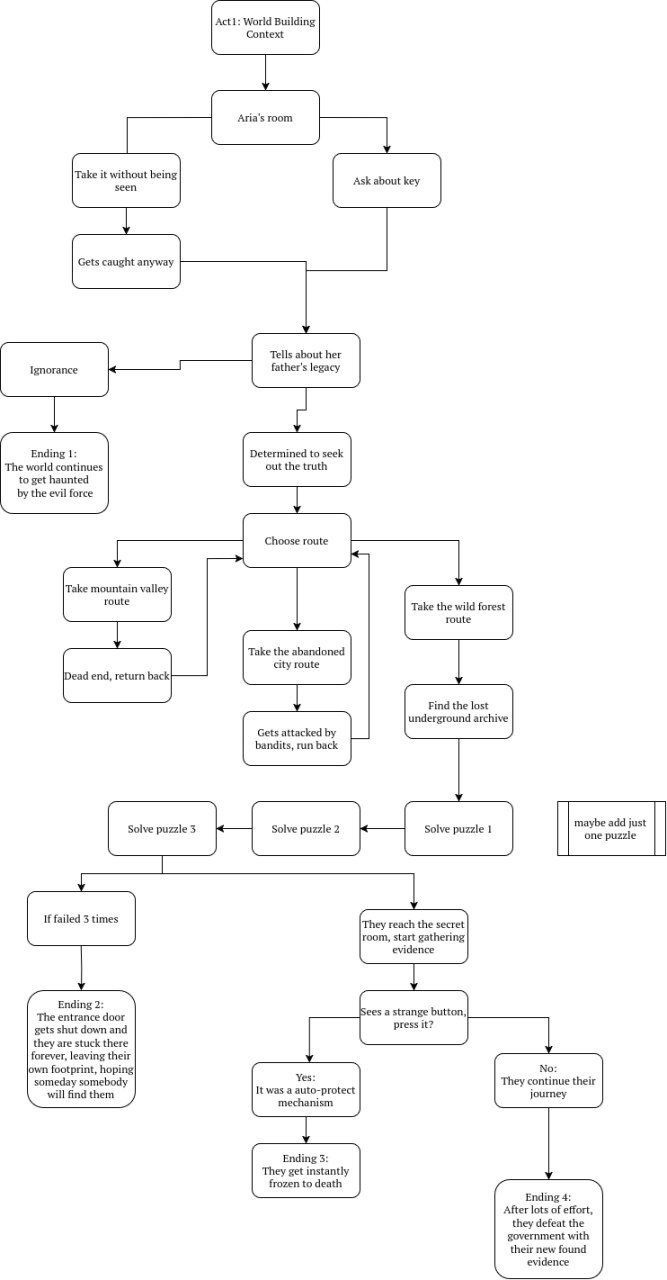 Act1: World Building
Context
Aria's room
Take it without being
seen
Ask about key
Gets caught anyway
Tells about her
father's legacy
Ignorance
Ending 1:
The world continues
to get haunted
by the evil force
Determined to seek
out the truth
Choose route
Take mountain valley
route
Take the wild forest
route
Dead end, return back
Take the abandoned
city route
Find the lost
underground archive
Gets attacked by
bandits, run back
Solve puzzle 3
Solve puzzle 2
Solve puzzle 1
maybe add just
one puzzle
If failed 3 times
They reach the secret
room, start gathering
evidence
Ending 2:
The entrance door
gets shut down and
they are stuck there
forever, leaving their
own footprint, hoping
someday somebody
will find them
Sees a strange button,
press it?
Yes:
It was a auto-protect
mechanism
No:
They continue their
journey
Ending 3:
They get instantly
frozen to death
Ending 4:
After lots of effort,
they defeat the
government with
their new found
evidence